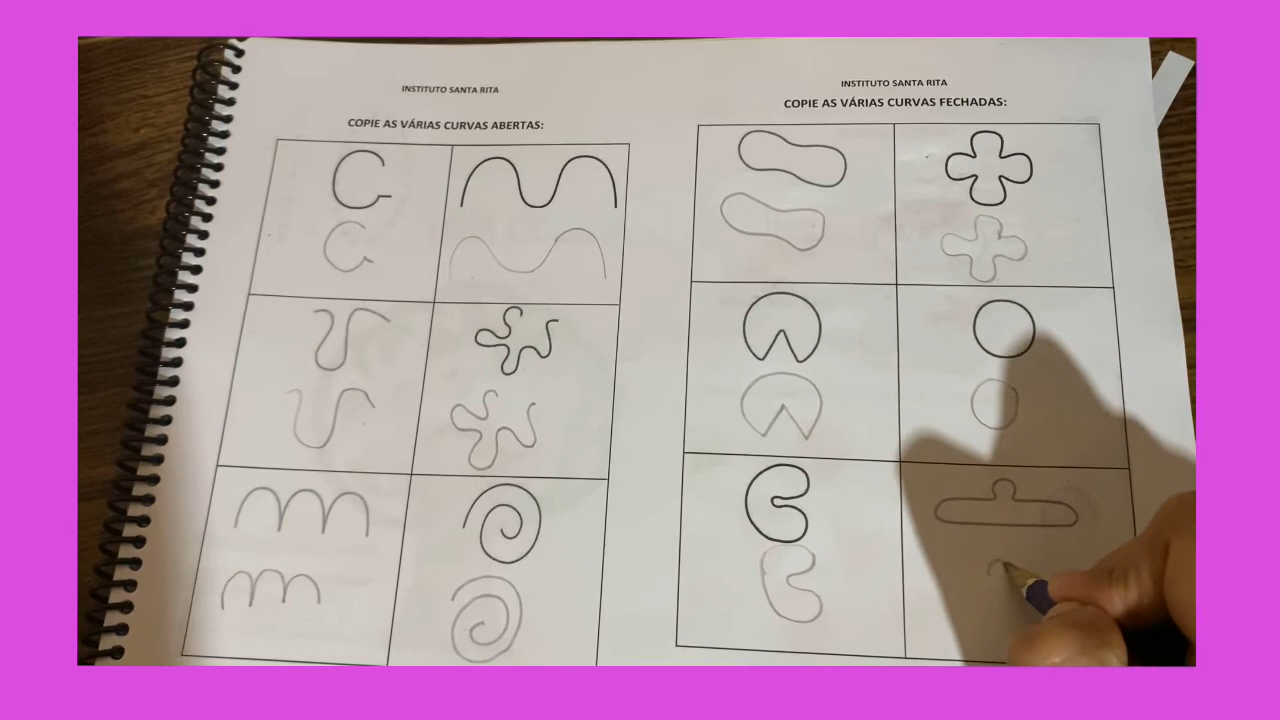 INSTITUTO SANTA RITA
COPIE AS VÁRIAS CURVAS ABERTAS:
INSTITUTO SANTA RITA
COPIE AS VÁRIAS CURVAS FECHADAS: